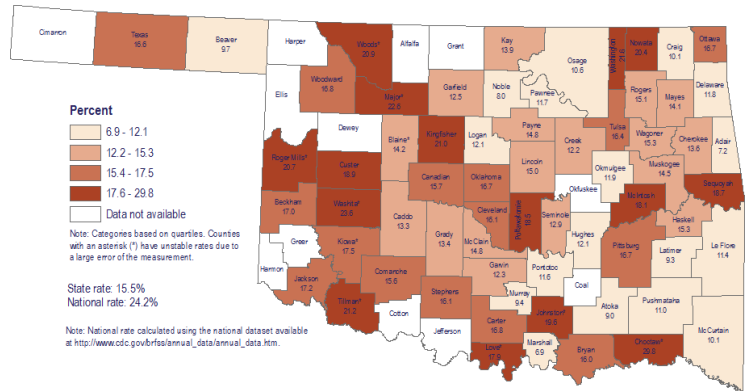 Cimarron
Texas
16.6
Beaver
9.7
Harper
Woods*
20.9
Alfalfa
Grant
Kay
13.9
Osage
10.6
Washington
21.6
Nowata
20.4
Craig
10.1
Ottawa
16.7
Ellis
Woodward
16.8
Major*
22.6
Garfield
12.5
Noble
8.0
Pawnee
11.7
Rogers
15.1
Mayes
14.1
Delaware
11.8
Percent
6.9 - 12.1
12.2 - 15.3
15.4 - 17.5
17.6 - 29.8
Data not available
Note: Categories based on quartiles. Counties
with an asterisk (*) have unstable rates due to
a large error of the measurement.
State rate: 15.5%
National rate: 24.2%
Note: National rate calculated using the national dataset available
at http://www.cdc.gov/brfss/annual_data/annual_data.htm.
Dewey
Blaine*
14.2
Kingfisher
21.0
Logan
12.1
Payne
14.8
Creek
12.2
Tulsa
16.4
Wagoner
15.3
Cherokee
13.6
Adair
7.2
Roger Mills*
20.7
Custer
18.8
Canadian
15.7
Oklahoma
16.7
Lincoln
15.0
Okmulgee
11.9
Muskogee
14.5
Sequoyah
18.7
Beckham
17.0
Washita*
23.6
Caddo
13.3
Grady
13.4
Cleveland
16.1
McClain
14.8
Pottawatomie
18.5
Seminole
12.9
Okfuskee
McIntosh
18.1
Haskell
15.3
Greer
Kiowa*
17.5
Hughes
12.1
Pittsburg
16.7
Latimer
9.3
Le Flore
11.4
Harmon
Jackson
17.2
Comanche
15.6
Garvin
12.3
Pontotoc
11.6
Coal
Tillman*
21.2
Stephens
16.1
Murray
9.4
Johnston*
19.6
Atoka
9.0
Pushmataha
11.0
McCurtain
10.1
Cotton
Jefferson
Carter
16.8
Love*
17.9
Marshall
6.9
Bryan
16.0
Choctaw*
29.8